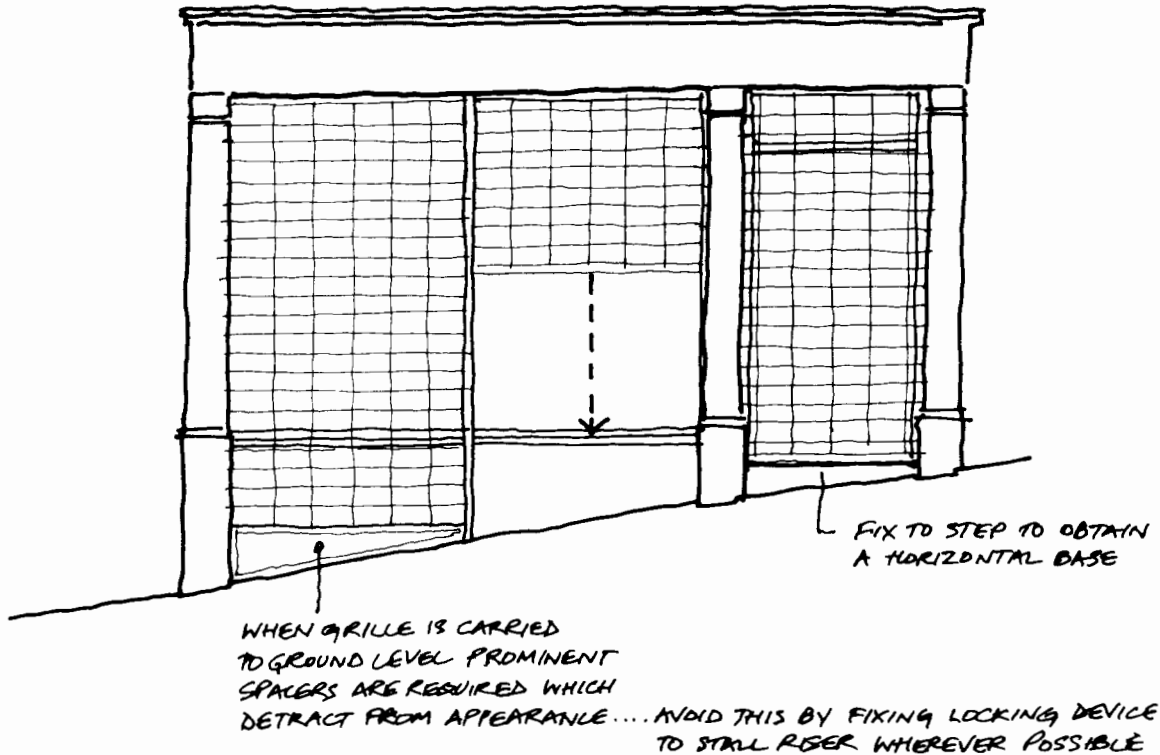 FIX TO STEP TO OBTAIN
A HORIZONTAL BASE
WHEN GRILLE IS CARRIED
TO GROUND LEVEL PROMINENT
SPACERS ARE REQUIRED WHICH
DETRACT FROM APPEARANCE .... AVOID THIS BY FIXING LOCKING DEVICE
TO STALL RISER WHEREVER POSSIBLE